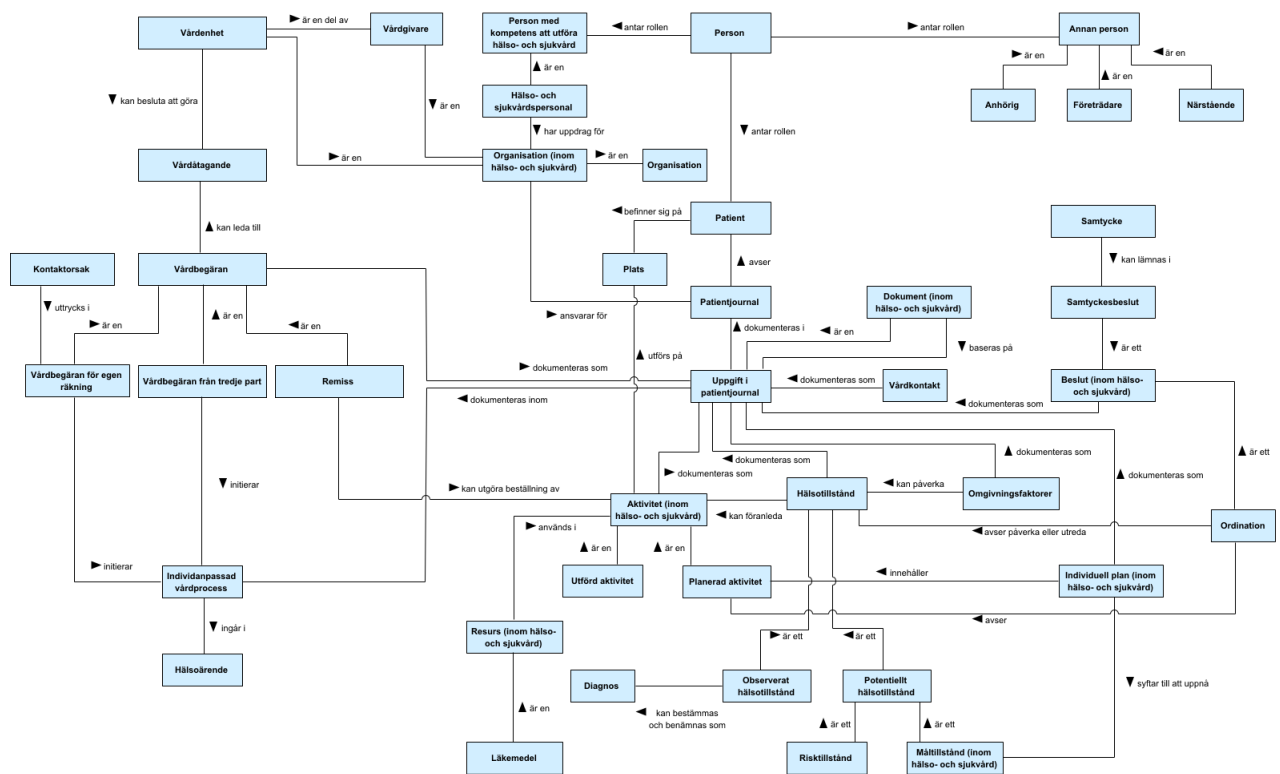 Vårdenhet
► är en del av
Vårdgivare
Person med
kompetens att utföra
hälso- och sjukvård
◄ antar rollen
Person
► antar rollen
Annan person
▲ är en
► är en
▲ är en
◄ är en
Hälso- och
sjukvårdspersonal
Anhörig
Företrädare
Närstående
▼ kan besluta att göra
▼ är en
▼ har uppdrag för
▼ antar rollen
► är en
Organisation (inom
hälso- och sjukvård)
► är en
Organisation
Vårdåtagande
◄ befinner sig på
Patient
Samtycke
▲ kan leda till
Kontaktorsak
Vårdbegäran
Plats
▲ avser
▼ kan lämnas i
Patientjournal
Dokument (inom
hälso- och sjukvård)
Samtyckesbeslut
▼ uttrycks i
► är en
▲ är en
◄ är en
► ansvarar för
▲ dokumenteras i
◄ är en
▼ baseras på
▼ är ett
▲ utförs på
Vårdbegäran för egen
räkning
Vårdbegäran från tredje part
Remiss
► dokumenteras som
Uppgift i
patientjournal
◄ dokumenteras som
Vårdkontakt
Beslut (inom hälso-
och sjukvård)
◄ dokumenteras inom
◄ dokumenteras som
◄ dokumenteras som
▲ dokumenteras som
▲ är ett
► dokumenteras som
▲ dokumenteras som
▼ initierar
► kan utgöra beställning av
Aktivitet (inom
hälso- och sjukvård)
Hälsotillstånd
◄ kan påverka
Omgivningsfaktorer
◄ kan föranleda
► används i
◄ avser påverka eller utreda
Ordination
▲ är en
▲ är en
► initierar
Individanpassad
vårdprocess
Utförd aktivitet
Planerad aktivitet
◄ innehåller
Individuell plan (inom
hälso- och sjukvård)
▼ ingår i
Resurs (inom hälso-
och sjukvård)
► är ett
◄ är ett
◄ avser
Hälsoärende
Diagnos
Observerat
hälsotillstånd
Potentiellt
hälsotillstånd
▼ syftar till att uppnå
▲ är en
◄ kan bestämmas
och benämnas som
▲ är ett
▲ är ett
Läkemedel
Risktillstånd
Måltillstånd (inom
hälso- och sjukvård)